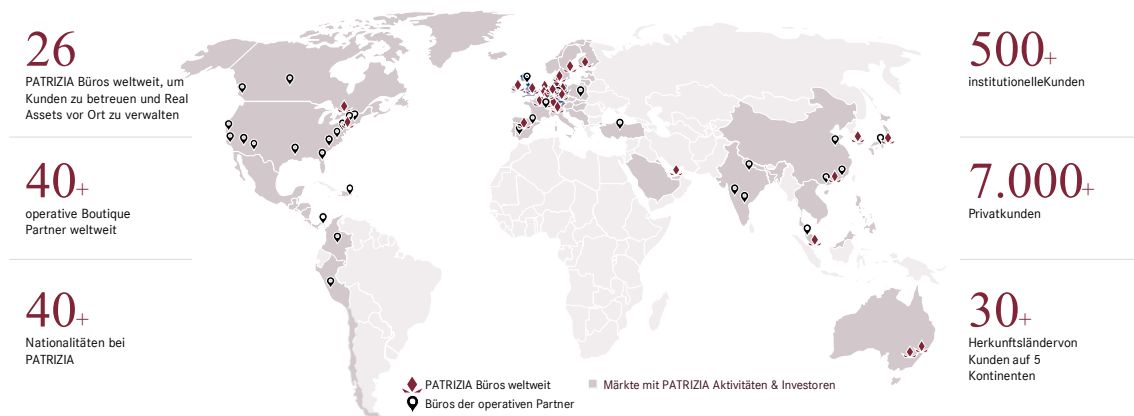 26
PATRIZIA Büros weltweit, um
Kunden zu betreuen und Real
Assets vor Ort zu verwalten
40+
operative Boutique
Partner weltweit
40+
Nationalitäten bei
PATRIZIA
500+
institutionelleKunden
7.000+
Privatkunden
30+
Herkunftsländervon
Kunden auf 5
Kontinenten
PATRIZIA Büros weltweit
Märkte mit PATRIZIA Aktivitäten & Investoren
Büros der operativen Partner